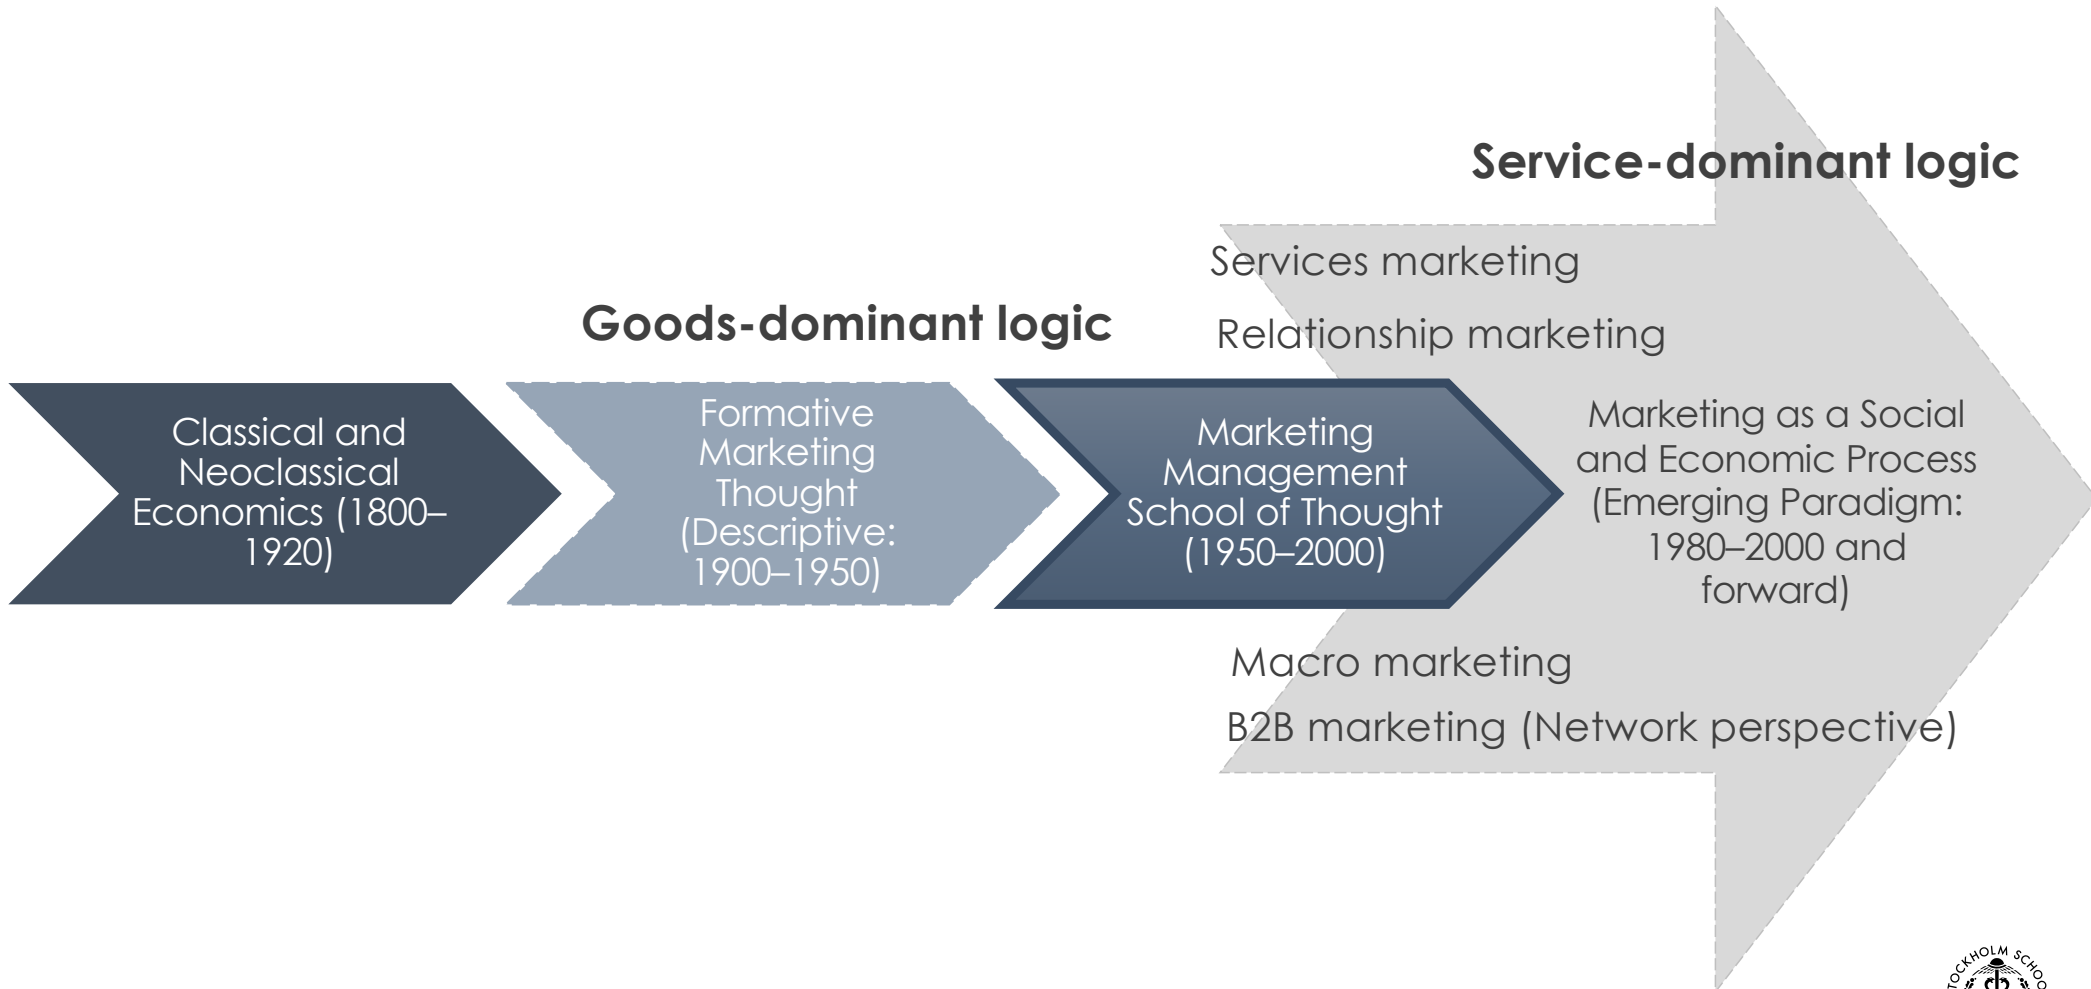 Service-dominant logic
Services marketing
Goods-dominant logic
Relationship marketing
Classical and
Neoclassical
Economics (1800–
1920)
Formative
Marketing
Thought
(Descriptive:
1900–1950)
Marketing
Management
School of Thought
(1950–2000)
Marketing as a Social
and Economic Process
(Emerging Paradigm:
1980–2000 and
forward)
Macro marketing
B2B marketing (Network perspective)